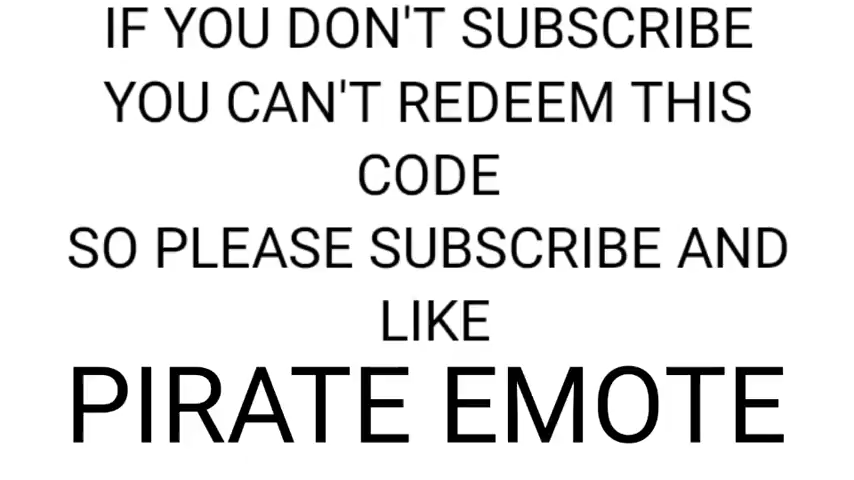 IF YOU DON'T SUBSCRIBE
YOU CAN'T REDEEM THIS
CODE
SO PLEASE SUBSCRIBE AND
LIKE
PIRATE EMOTE